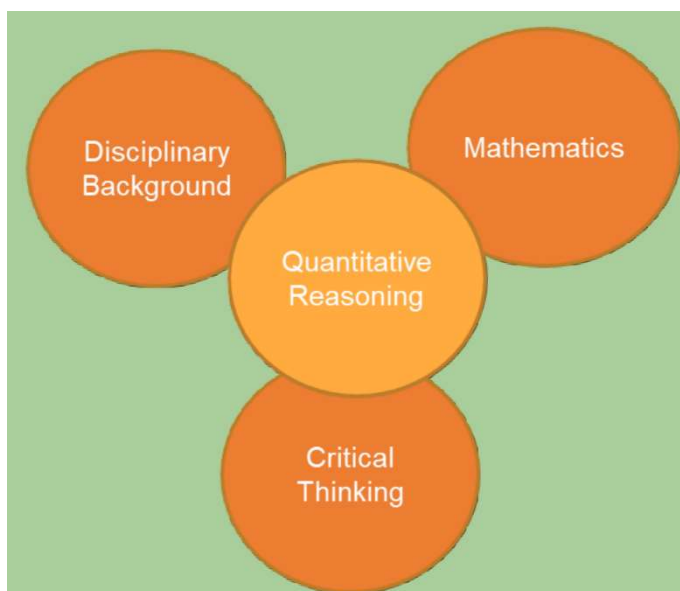 Disciplinary
Background
Mathematics
Quantitative
Reasoning
Critical
Thinking